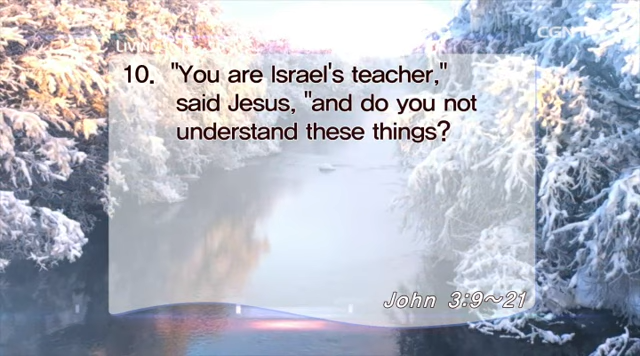 LIVING
CGN
10. "You are Israel's teacher,"
said Jesus, "and do you not
understand these things?
John 3:9~21